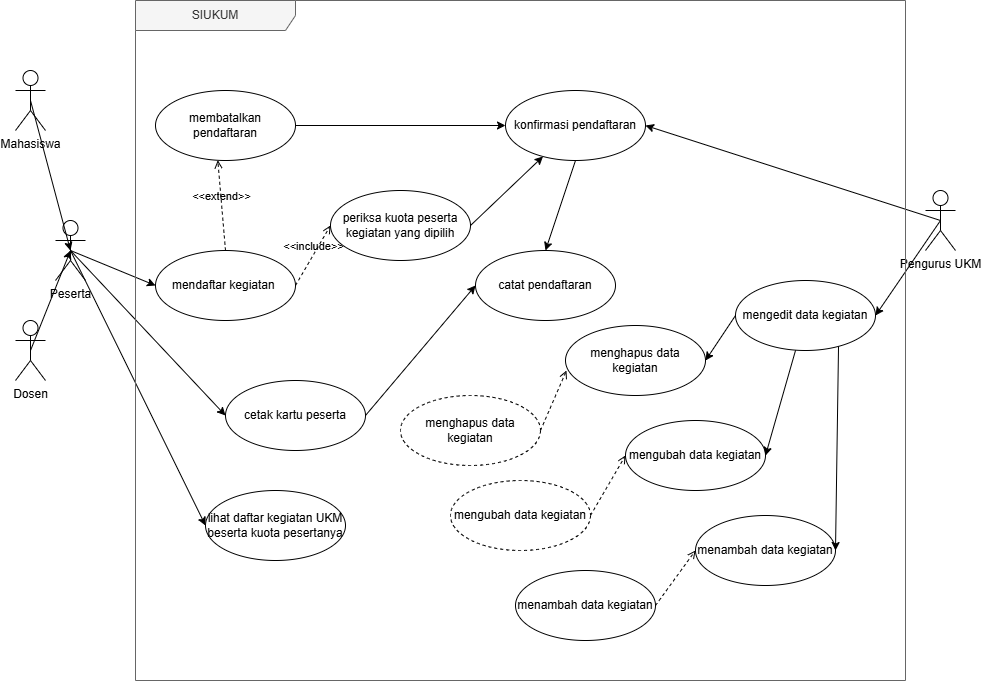 SIUKUM
Mahasiswa
membatalkan
pendaftaran
konfirmasi pendaftaran
<<extend>>
periksa kuota peserta
kegiatan yang dipilih
<<include>>
Pengurus UKM
Peserta
mendaftar kegiatan
catat pendaftaran
mengedit data kegiatan
menghapus data
kegiatan
Dosen
cetak kartu peserta
menghapus data
kegiatan
mengubah data kegiatan
lihat daftar kegiatan UKM
beserta kuota pesertanya
mengubah data kegiatan
menambah data kegiatan
menambah data kegiatan